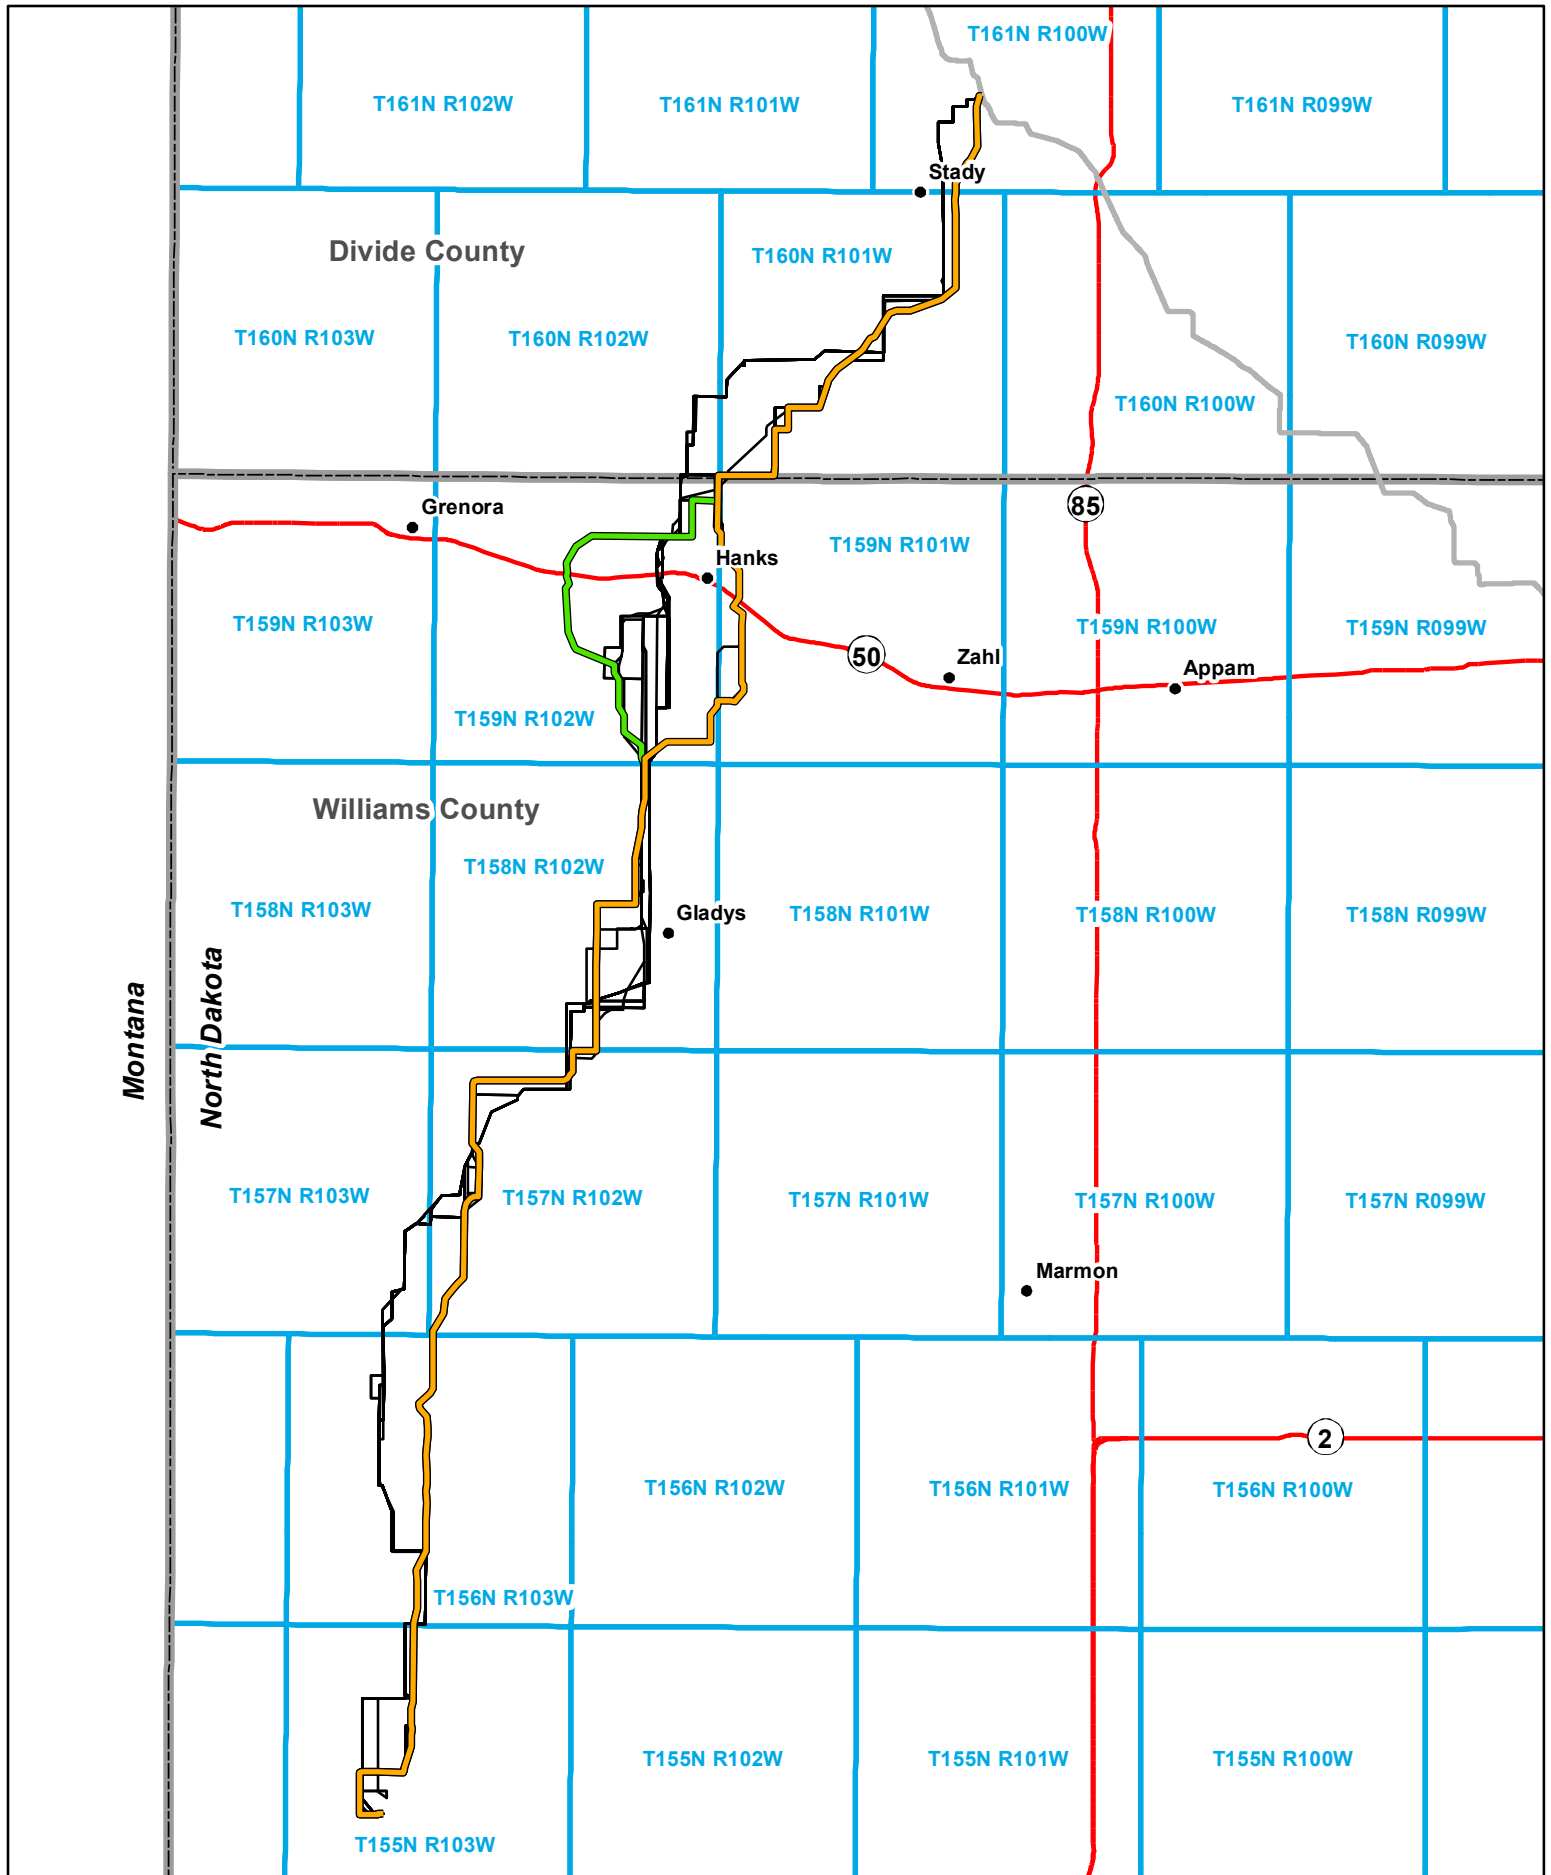 T161N R100W
T161N R102W
T161N R101W
T161N R099W
Stady
Divide County
T160N R101W
T160N R103W
T160N R102W
T160N R099W
T160N R100W
85
Grenora
Hanks
T159N R101W
T159N R103W
T159N R100W
T159N R099W
50
Zahl
Appam
T159N R102W
Williams County
T158N R102W
T158N R103W
Gladys
T158N R101W
T158N R100W
T158N R099W
Montana
North Dakota
T157N R103W
T157N R102W
T157N R101W
T157N R100W
T157N R099W
Marmon
2
T156N R102W
T156N R101W
T156N R100W
T156N R103W
T155N R102W
T155N R101W
T155N R100W
T155N R103W